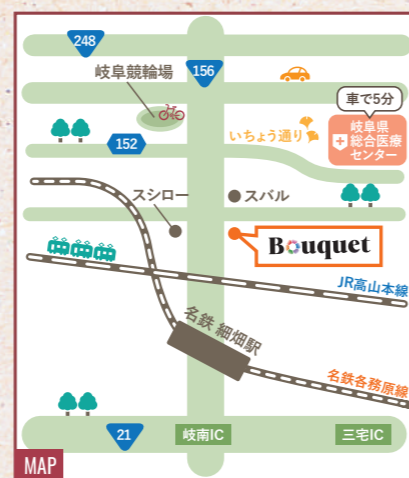 248
岐阜競輪場
156
車で5分
岐阜県
総合医療
センター
いちょう通り
152
スシロー
スバル
Bouquet
JR高山本線
名鉄 細畑駅
名鉄各務原線
21
岐南IC
三宅IC
MAP